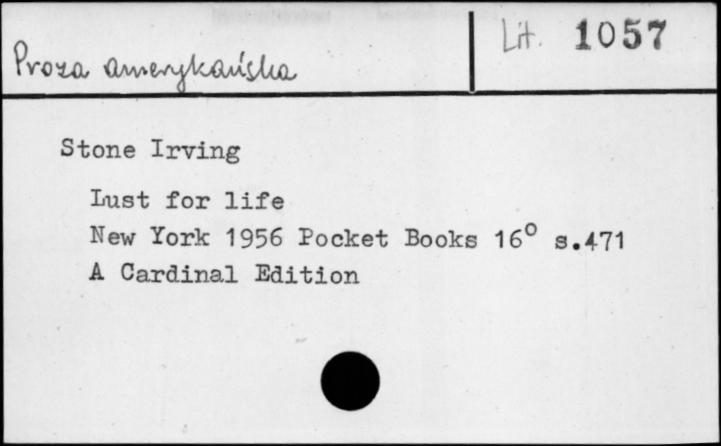 Lit. 1057
Proza amerykańska
Stone Irving
Lust for life
New York 1956 Pocket Books 16° s.471
A Cardinal Edition